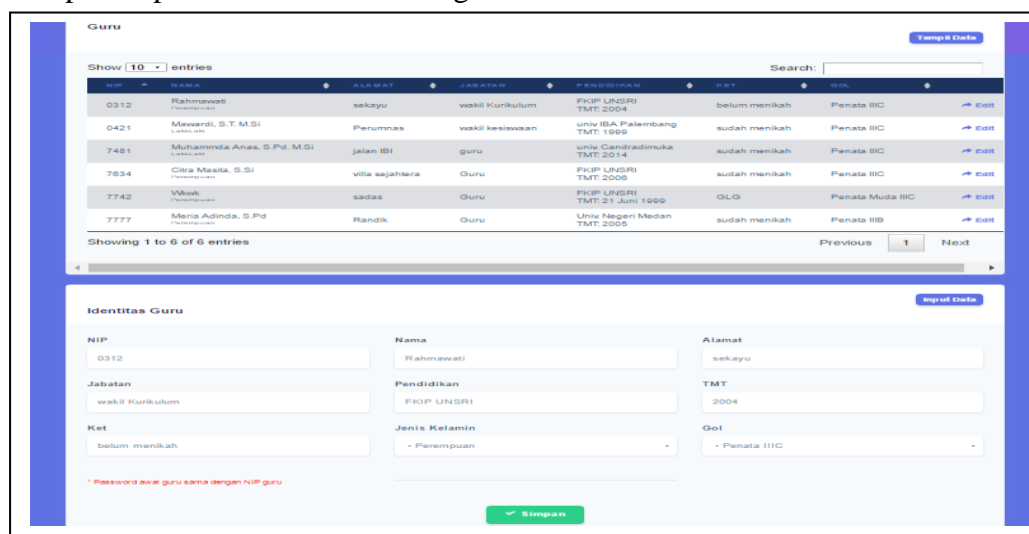 Guru
Tampil Data
Show 10 entries
Search:
NIP NAMA ALAMAT JABATAN PENDIDIKAN KET GOL
0312 Rahmawati sekayu wakil Kurikulum FKIP UNSRI belum menikah Penata IIIC Edit
Perempuan TMT: 2004
0421 Mawardi, S.T. M.Si Perumnas wakil kesiswaan univ IBA Palembang sudah menikah Penata IIIC Edit
Laki-Laki TMT: 1999
7481 Muhammda Anas, S.Pd. M.Si jalan IBI guru univ. Candradimuka sudah menikah Penata IIIC Edit
Laki-Laki TMT: 2014
7634 Citra Masita, S.Si villa sejahtera Guru FKIP UNSRI sudah menikah Penata IIIC Edit
Perempuan TMT: 2006
7742 Wkwk sadas Guru FKIP UNSRI GLG Penata Muda IIIC Edit
Perempuan TMT: 21 Juni 1999
7777 Meria Adinda, S.Pd Randik Guru Univ. Negeri Medan sudah menikah Penata IIIB Edit
Perempuan TMT: 2005
Showing 1 to 6 of 6 entries
Previous 1 Next
Input Data
Identitas Guru
NIP Nama Alamat
0312 Rahmawati sekayu
Jabatan Pendidikan TMT
wakil Kurikulum FKIP UNSRI 2004
Ket Jenis Kelamin Gol
belum menikah - Perempuan - Penata IIIC
* Password awal guru sama dengan NIP guru
Simpan